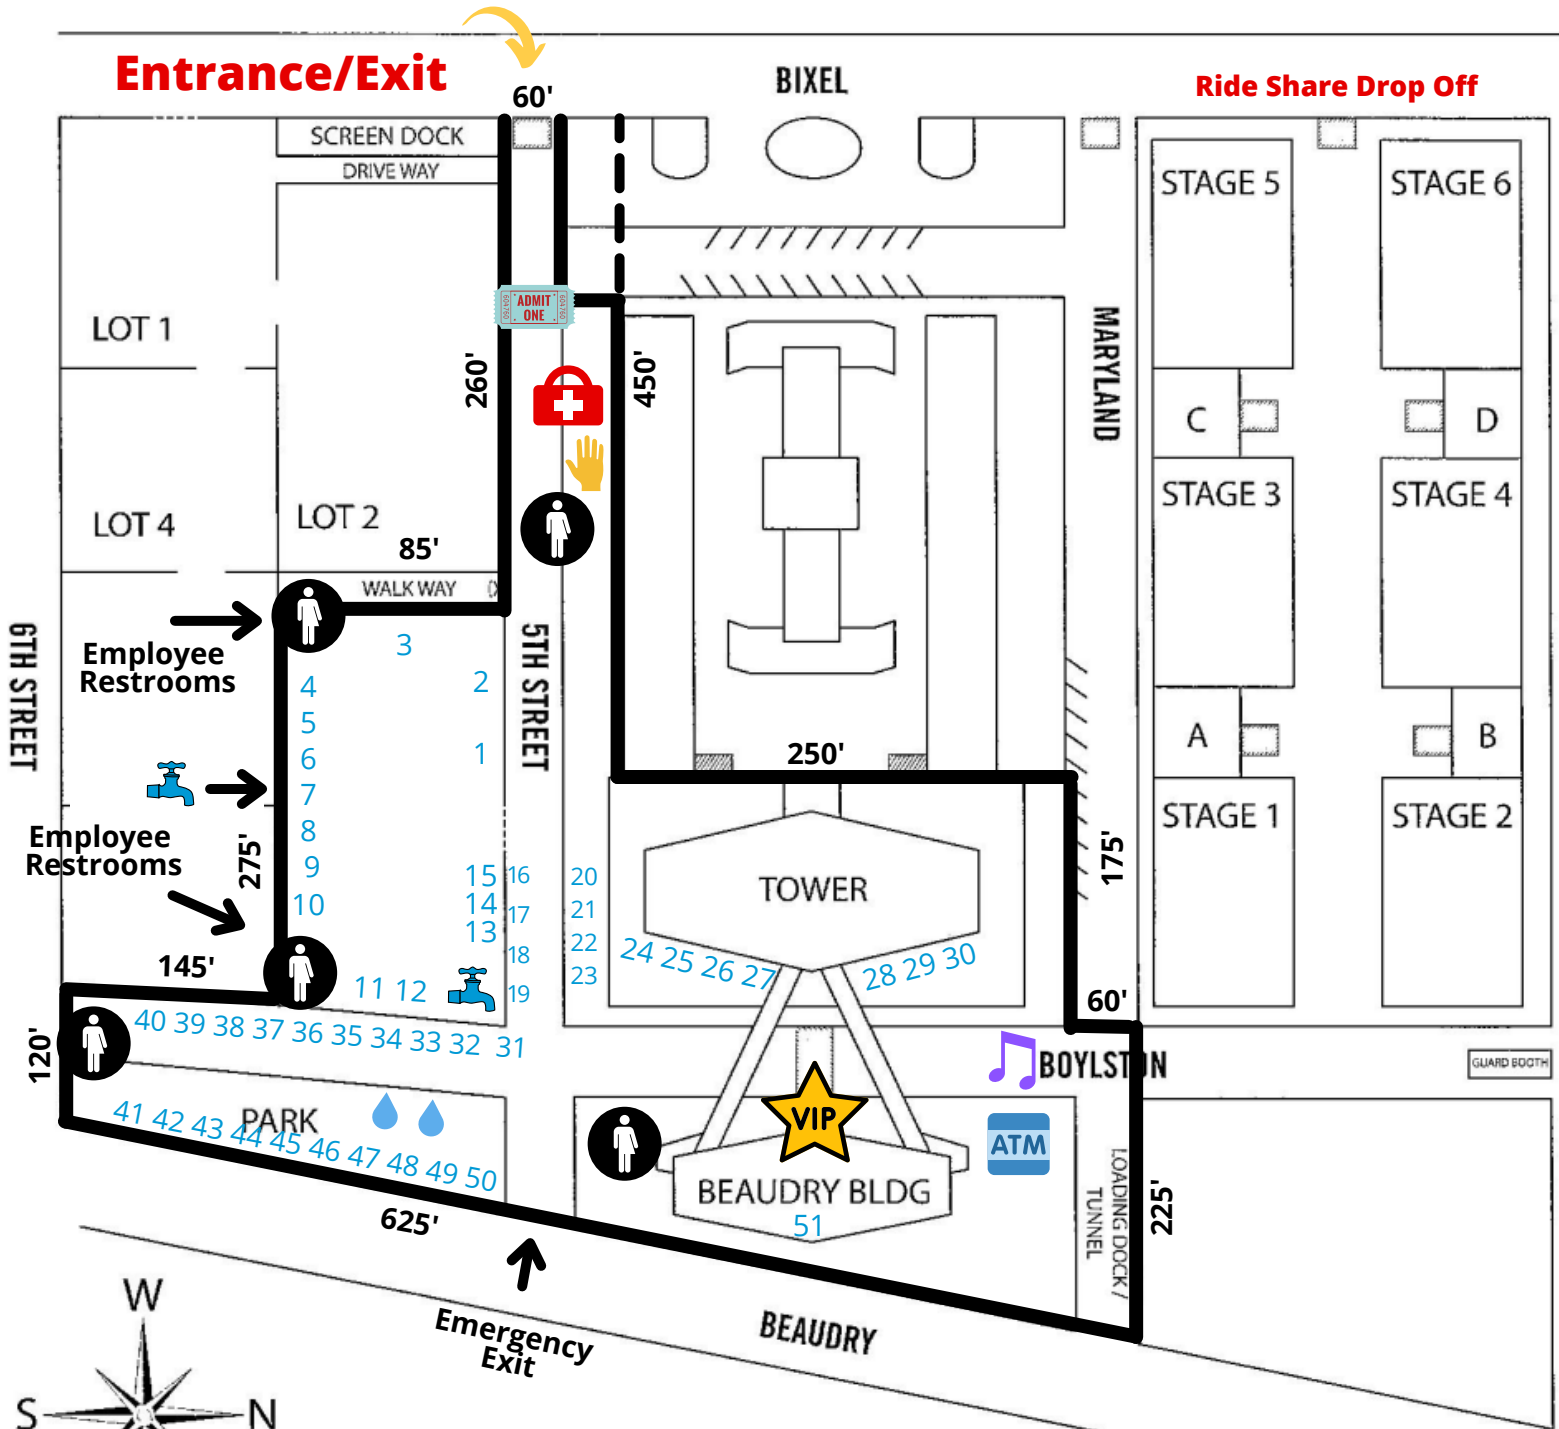 Entrance/Exit
60'
BIXEL
Ride Share Drop Off
SCREEN DOCK
DRIVE WAY
STAGE 5
STAGE 6
ADMIT
ONE
LOT 1
MARYLAND
260'
450'
C
D
STAGE 3
STAGE 4
LOT 4
LOT 2
85'
WALK WAY
6TH STREET
5TH STREET
Employee
Restrooms
3
2
4
5
1
6
7
250'
A
B
STAGE 1
STAGE 2
8
Employee
Restrooms
275'
9
10
175'
TOWER
15
16
20
14
17
21
13
18
22
19
23
24 25 26 27
28 29 30
145'
11 12
60'
40 39 38 37 36 35 34 33 32 31
120'
BOYLSTON
GUARD BOOTH
PARK
41 42 43 44 45 46 47 48 49 50
VIP
ATM
BEAUDRY BLDG
51
LOADING DOCK /
TUNNEL
225'
625'
Emergency
Exit
BEAUDRY
W
S
N